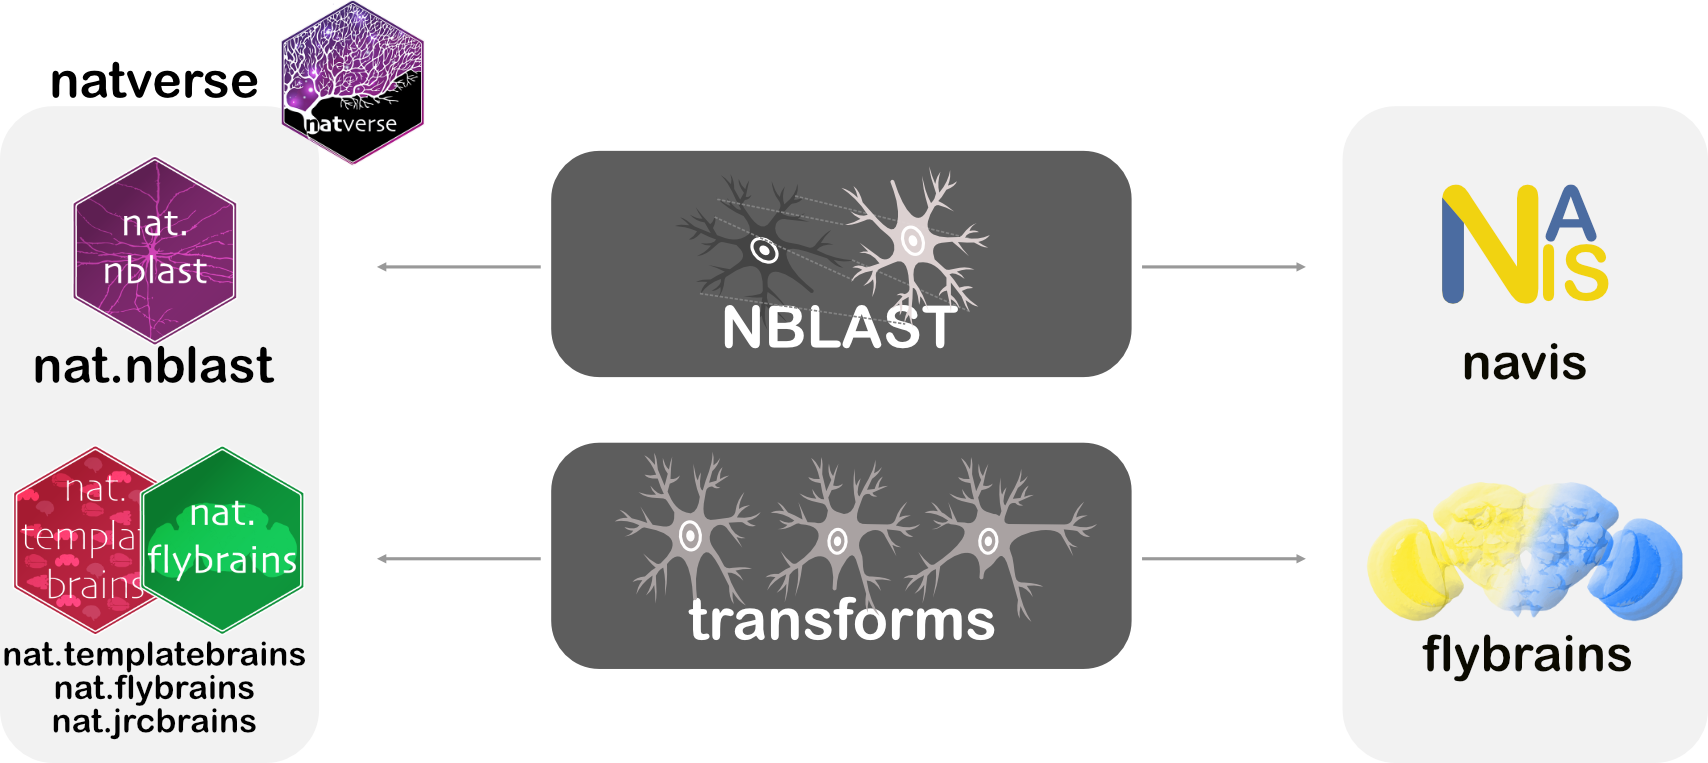 natverse
natverse
nat.
nblast
nat.nblast
nat.
templat
brains
nat.
flybrains
nat.templatebrains
nat.flybrains
nat.jrcbrains
NBLAST
transforms
NAVIS
navis
flybrains